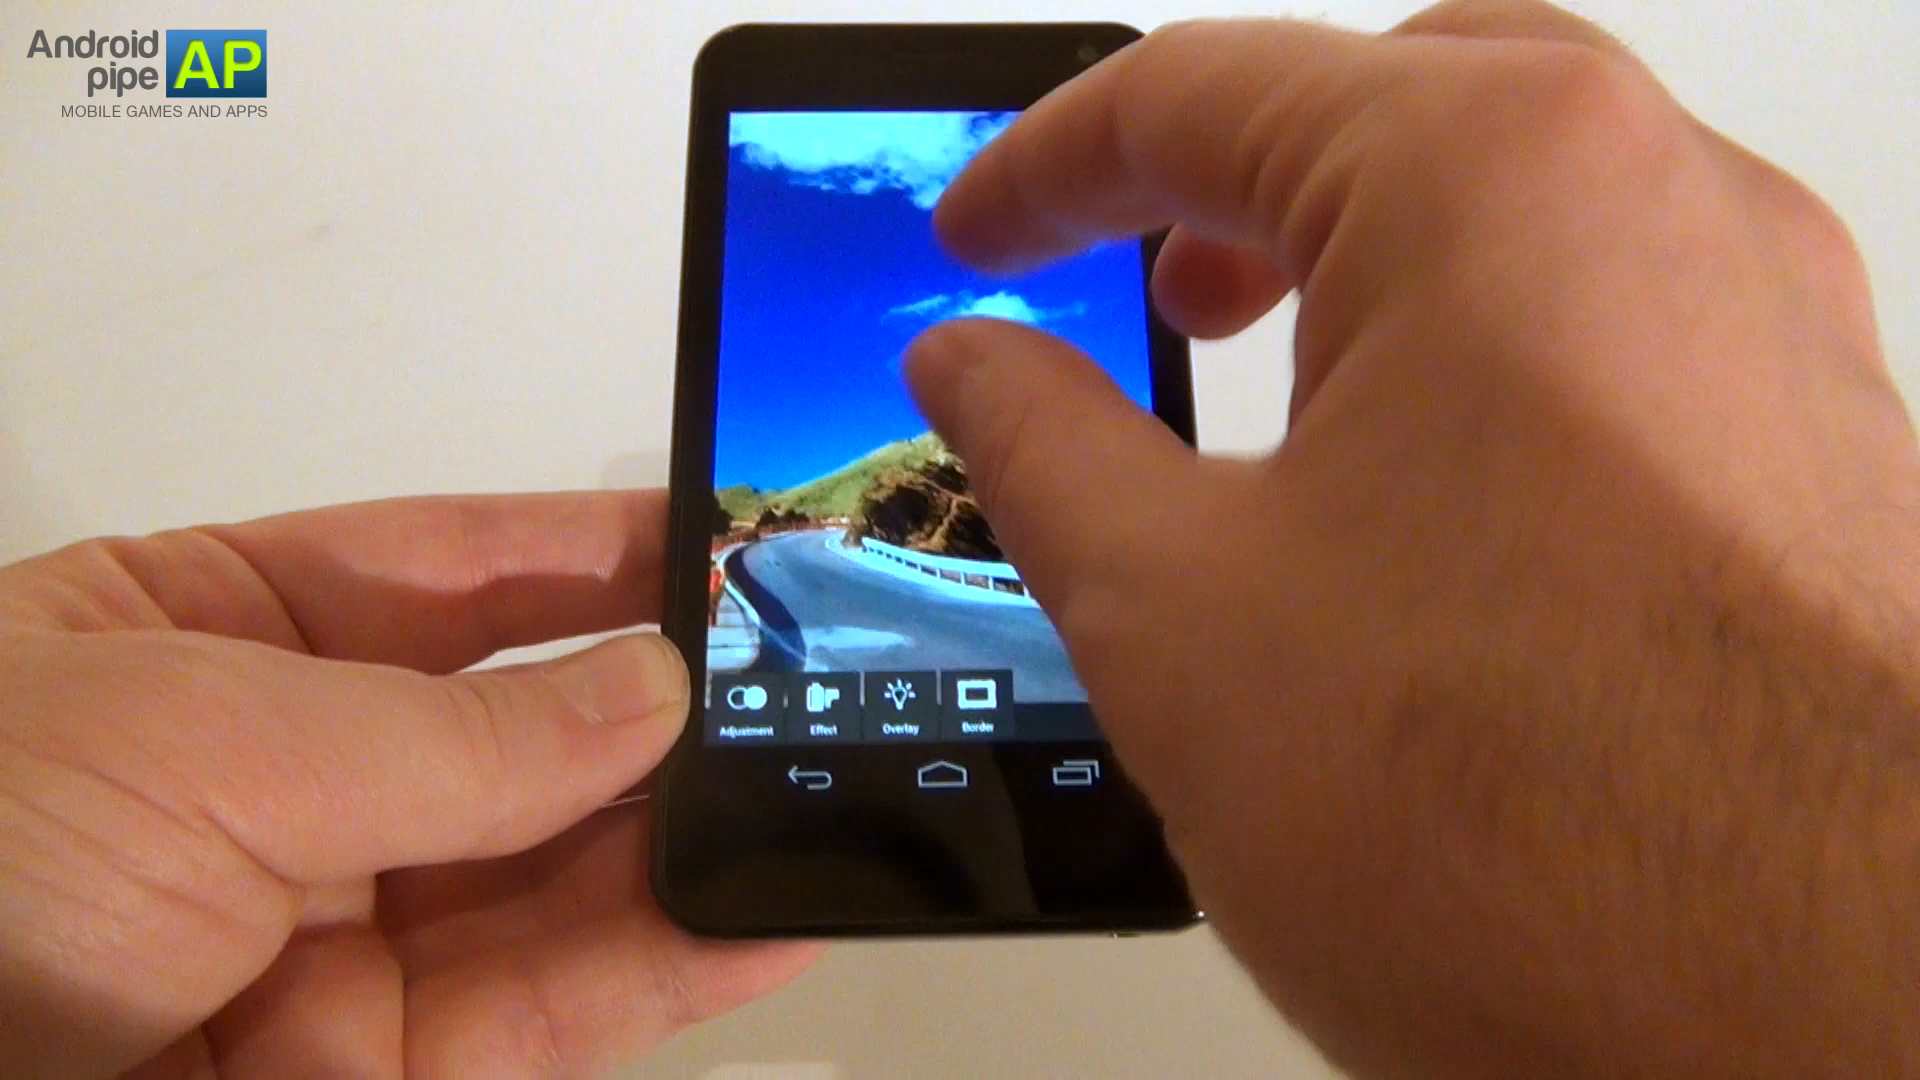 Android
pipe AP
MOBILE GAMES AND APPS
Adjustment Effect Overlay Border